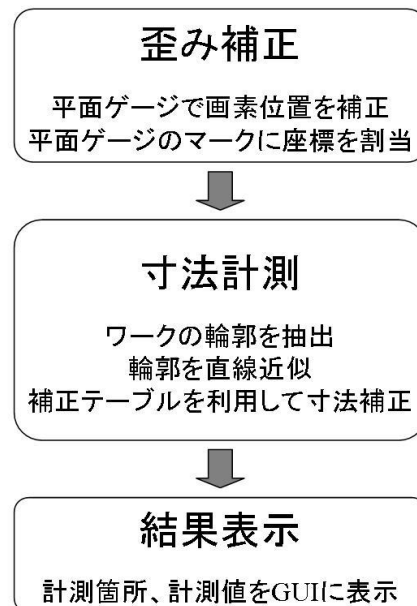 歪み補正
平面ゲージで画素位置を補正
平面ゲージのマークに座標を割当
寸法計測
ワークの輪郭を抽出
輪郭を直線近似
補正テーブルを利用して寸法補正
結果表示
計測箇所、計測値をGUIに表示